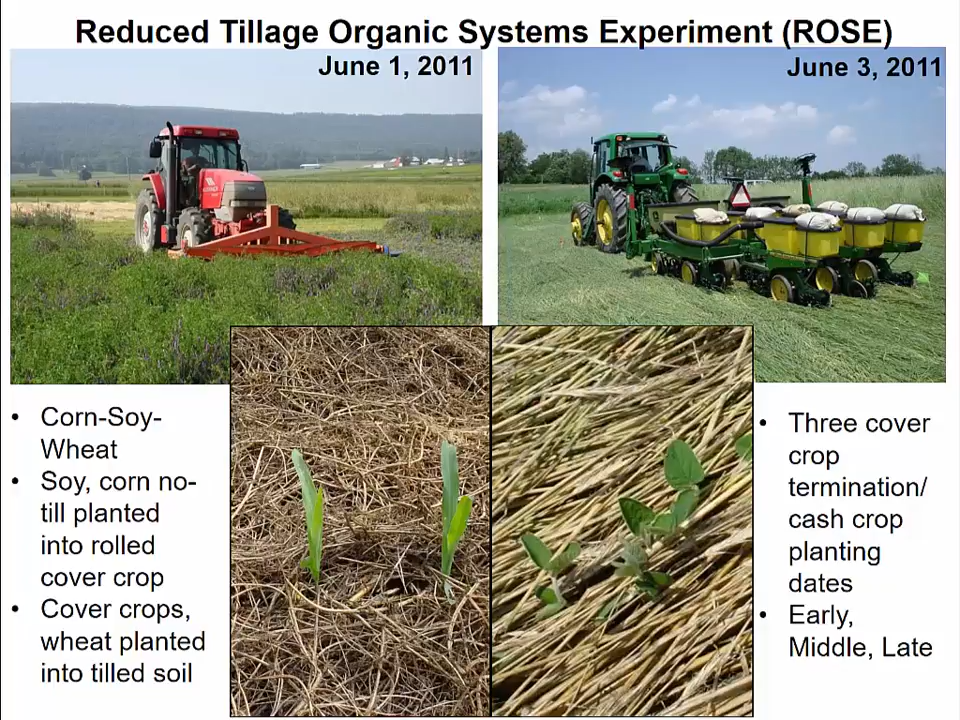 Reduced Tillage Organic Systems Experiment (ROSE)
June 1, 2011
June 3, 2011
• Corn-Soy-
Wheat
• Soy, corn no-
till planted
into rolled
cover crop
• Cover crops,
wheat planted
into tilled soil
• Three cover
crop
termination/
cash crop
planting
dates
• Early,
Middle, Late